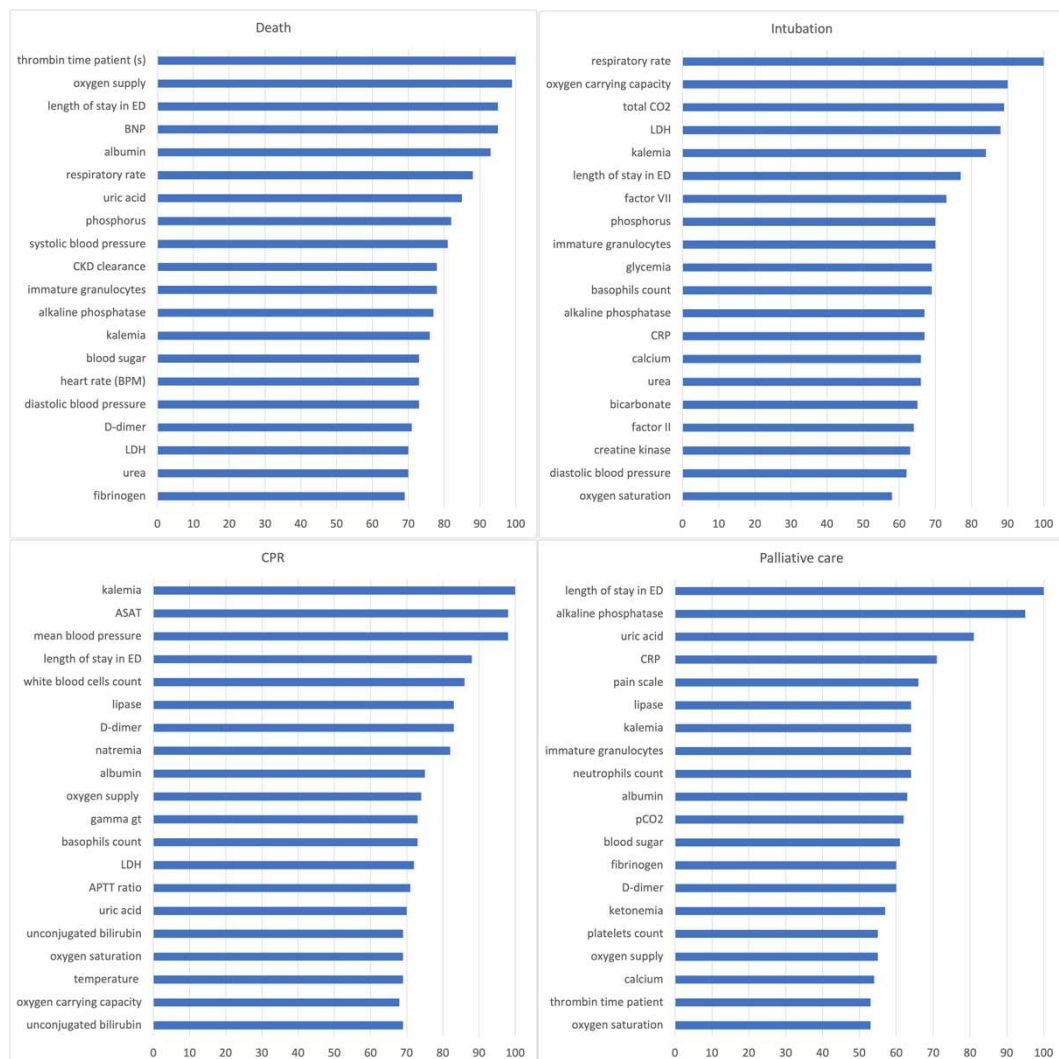 Death
thrombin time patient (s)
oxygen supply
length of stay in ED
BNP
albumin
respiratory rate
uric acid
phosphorus
systolic blood pressure
CKD clearance
immature granulocytes
alkaline phosphatase
kalemia
blood sugar
heart rate (BPM)
diastolic blood pressure
D-dimer
LDH
urea
fibrinogen
0 10 20 30 40 50 60 70 80 90 100
Intubation
respiratory rate
oxygen carrying capacity
total CO2
LDH
kalemia
length of stay in ED
factor VII
phosphorus
immature granulocytes
glycemia
basophils count
alkaline phosphatase
CRP
calcium
urea
bicarbonate
factor II
creatine kinase
diastolic blood pressure
oxygen saturation
0 10 20 30 40 50 60 70 80 90 100
CPR
kalemia
ASAT
mean blood pressure
length of stay in ED
white blood cells count
lipase
D-dimer
natremia
albumin
oxygen supply
gamma gt
basophils count
LDH
APTT ratio
uric acid
unconjugated bilirubin
oxygen saturation
temperature
oxygen carrying capacity
unconjugated bilirubin
0 10 20 30 40 50 60 70 80 90 100
Palliative care
length of stay in ED
alkaline phosphatase
uric acid
CRP
pain scale
lipase
kalemia
immature granulocytes
neutrophils count
albumin
pCO2
blood sugar
fibrinogen
D-dimer
ketonemia
platelets count
oxygen supply
calcium
thrombin time patient
oxygen saturation
0 10 20 30 40 50 60 70 80 90 100